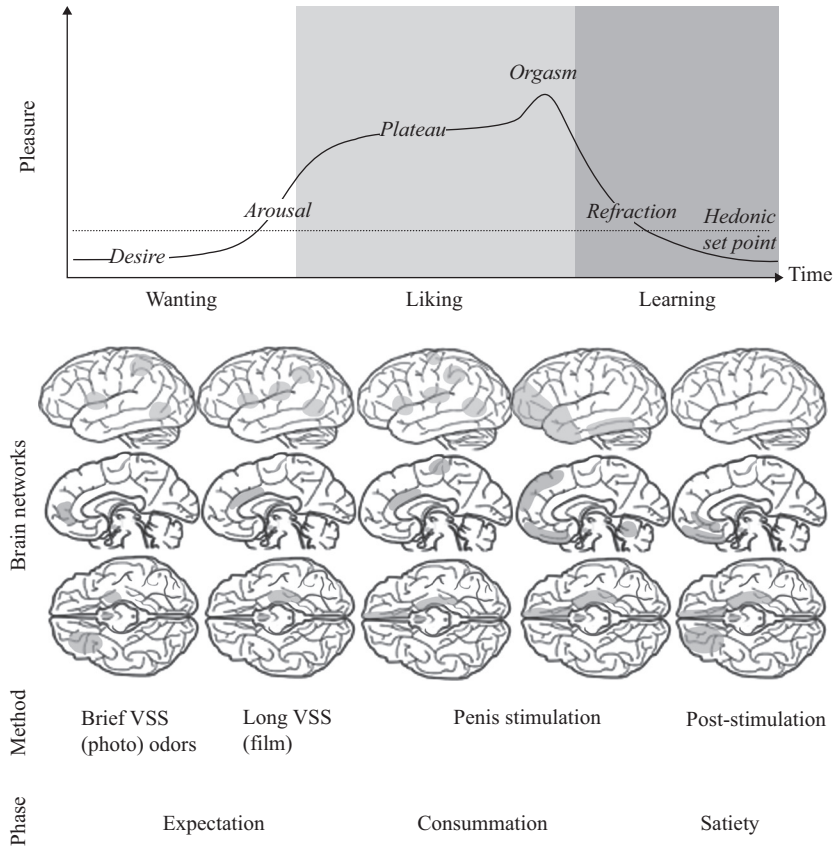 Pleasure
Orgasm
Plateau
Arousal
Refraction
Hedonic
set point
Desire
Time
Wanting
Liking
Learning
Brain networks
Method
Brief VSS
(photo) odors
Long VSS
(film)
Penis stimulation
Post-stimulation
Phase
Expectation
Consummation
Satiety